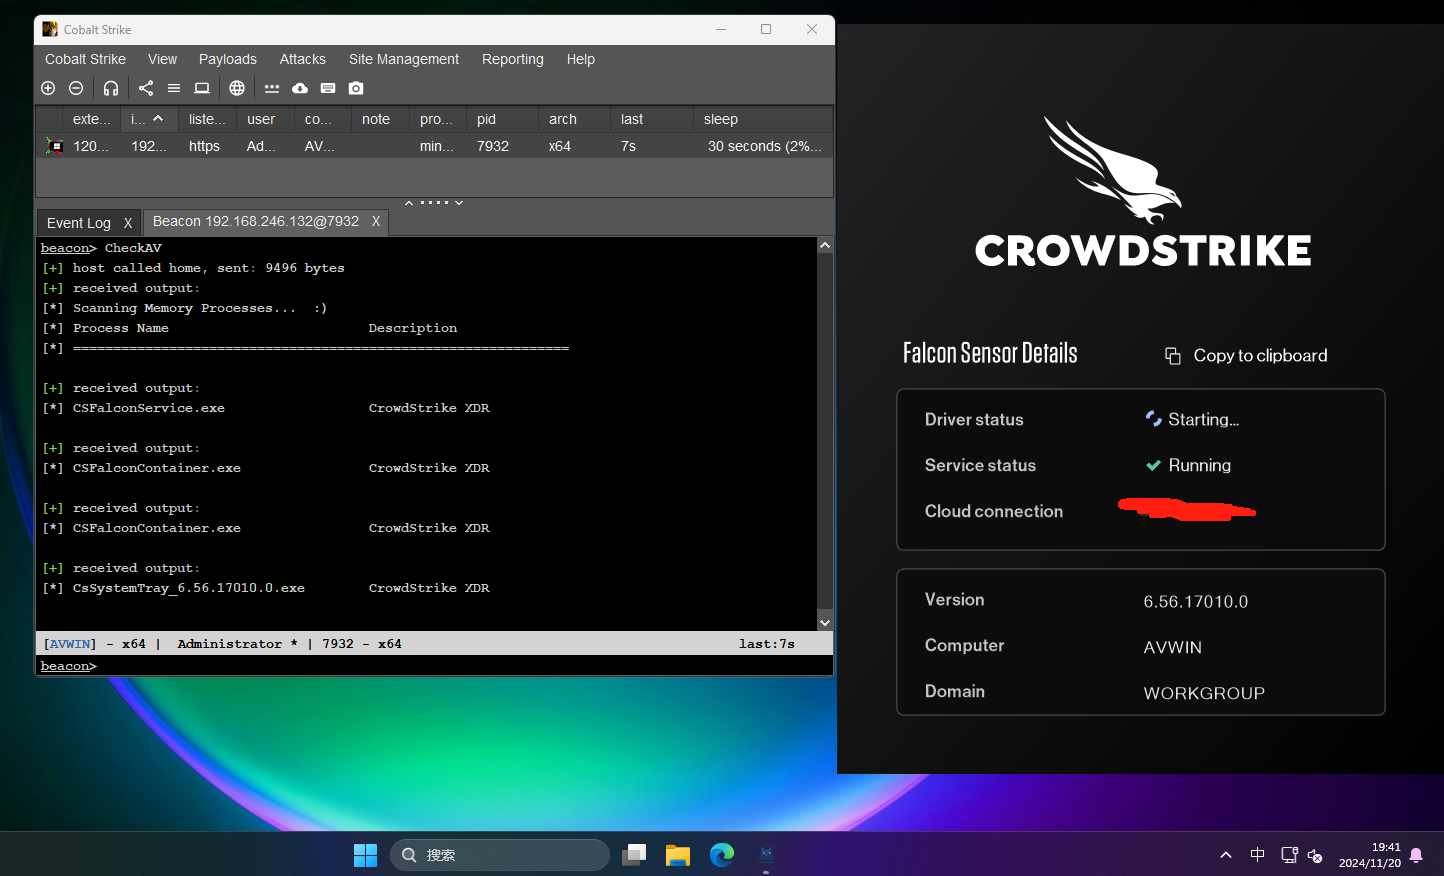 Cobalt Strike
Cobalt Strike View Payloads Attacks Site Management Reporting Help
exte... i... liste... user co... note pro... pid arch last sleep
120... 192... https Ad... AV... min... 7932 x64 7s 30 seconds (2%...
Event Log X Beacon 192.168.246.132@7932 X
beacon> CheckAV
[+] host called home, sent: 9496 bytes
[+] received output:
[*] Scanning Memory Processes... :)
[*] Process Name Description
[*] ==============================================================
[+] received output:
[*] CSFalconService.exe CrowdStrike XDR
[+] received output:
[*] CSFalconContainer.exe CrowdStrike XDR
[+] received output:
[*] CSFalconContainer.exe CrowdStrike XDR
[+] received output:
[*] CsSystemTray_6.56.17010.0.exe CrowdStrike XDR
[AVWIN] - x64 | Administrator * | 7932 - x64 last:7s
beacon>
CROWDSTRIKE
Falcon Sensor Details Copy to clipboard
Driver status Starting...
Service status Running
Cloud connection
Version 6.56.17010.0
Computer AVWIN
Domain WORKGROUP
搜索
中
19:41
2024/11/20